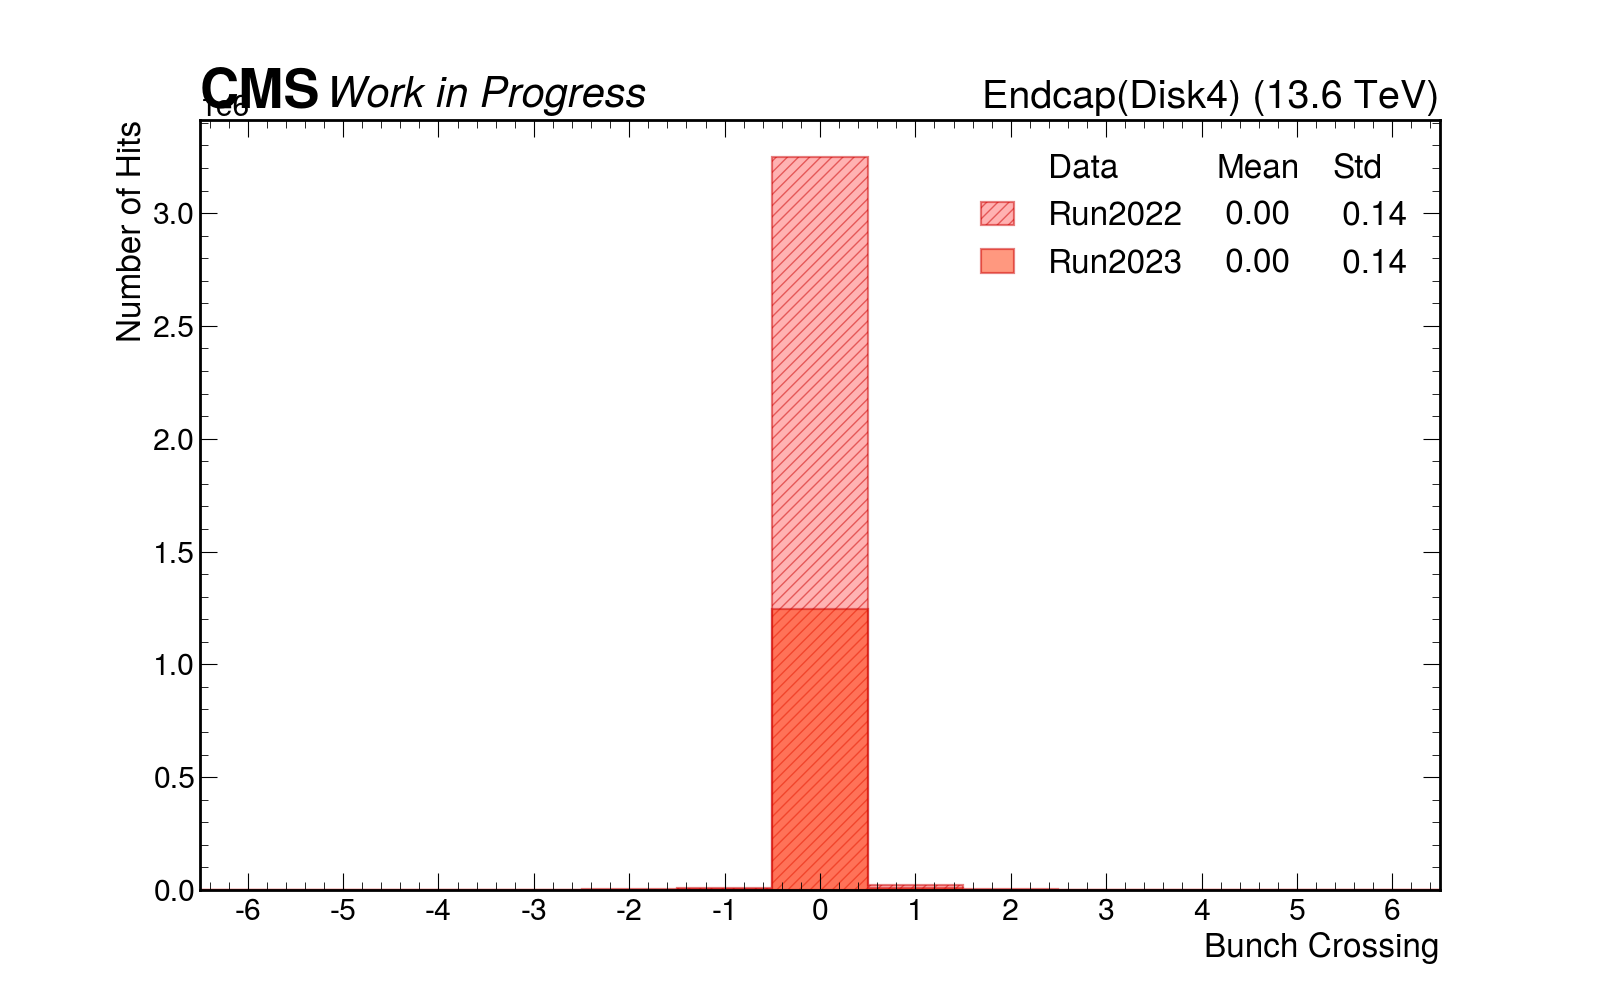 CMS Work in Progress
Endcap(Disk4) (13.6 TeV)
1e6
Number of Hits
Data Mean Std
Run2022 0.00 0.14
Run2023 0.00 0.14
3.0
2.5
2.0
1.5
1.0
0.5
0.0
-6 -5 -4 -3 -2 -1 0 1 2 3 4 5 6
Bunch Crossing